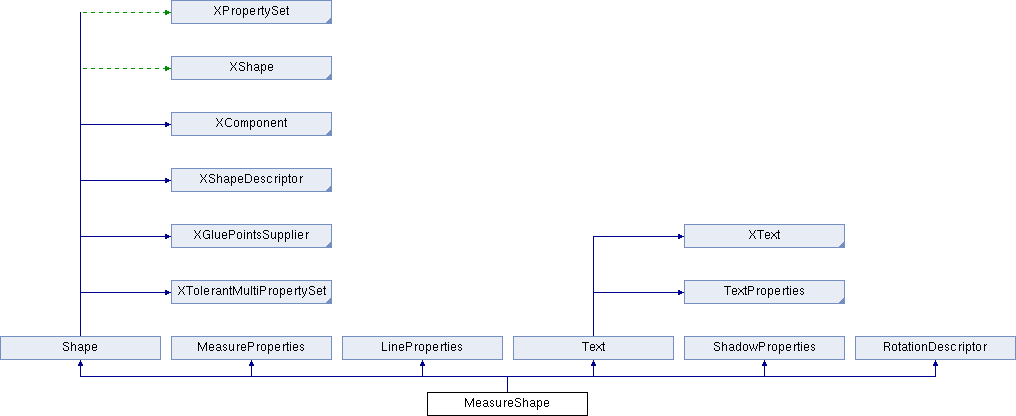 XPropertySet
XShape
XComponent
XShapeDescriptor
XGluePointsSupplier
XText
XTolerantMultiPropertySet
TextProperties
Shape
MeasureProperties
LineProperties
Text
ShadowProperties
RotationDescriptor
MeasureShape